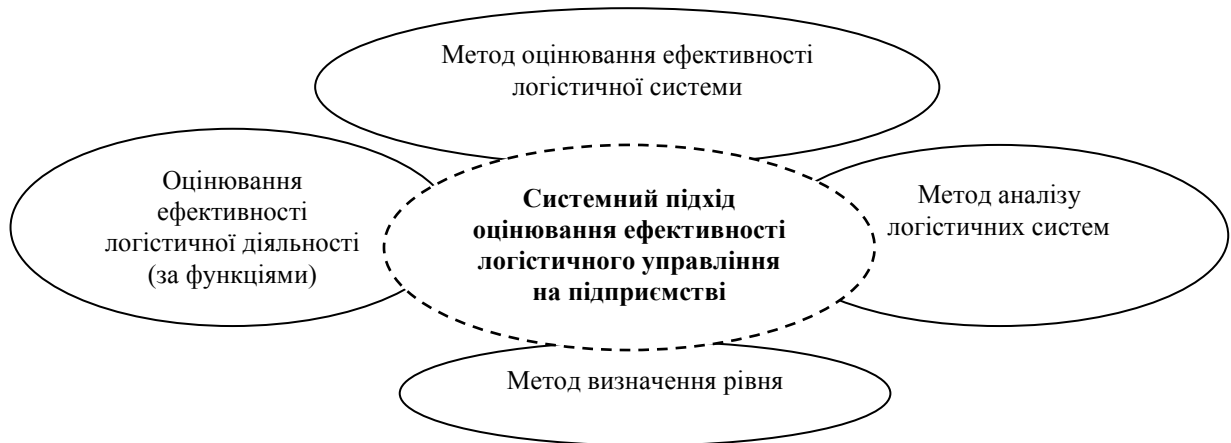 Метод оцінювання ефективності
логістичної системи
Оцінювання
ефективності
логістичної діяльності
(за функціями)
Системний підхід
оцінювання ефективності
логістичного управління
на підприємстві
Метод аналізу
логістичних систем
Метод визначення рівня